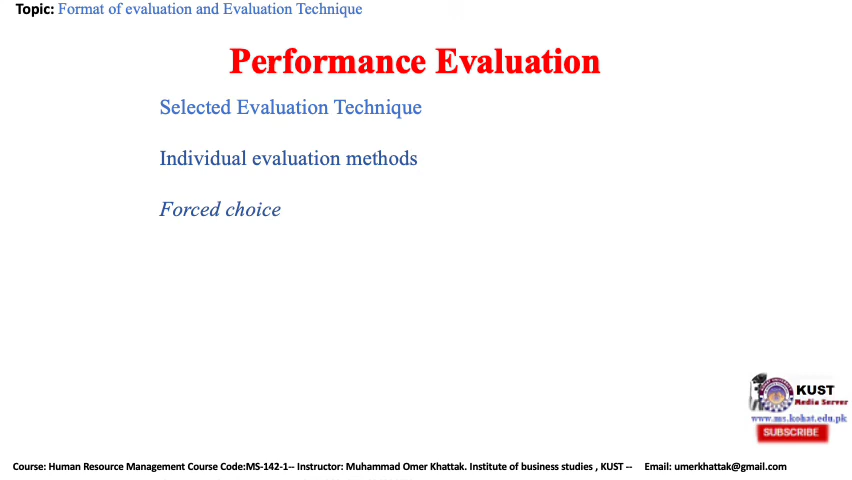 Topic: Format of evaluation and Evaluation Technique
Performance Evaluation
Selected Evaluation Technique
Individual evaluation methods
Forced choice
KUST
Media Server
www.ms.kohat.edu.pk
SUBSCRIBE
Course: Human Resource Management Course Code:MS-142-1-- Instructor: Muhammad Omer Khattak. Institute of business studies , KUST -- Email: umerkhattak@gmail.com